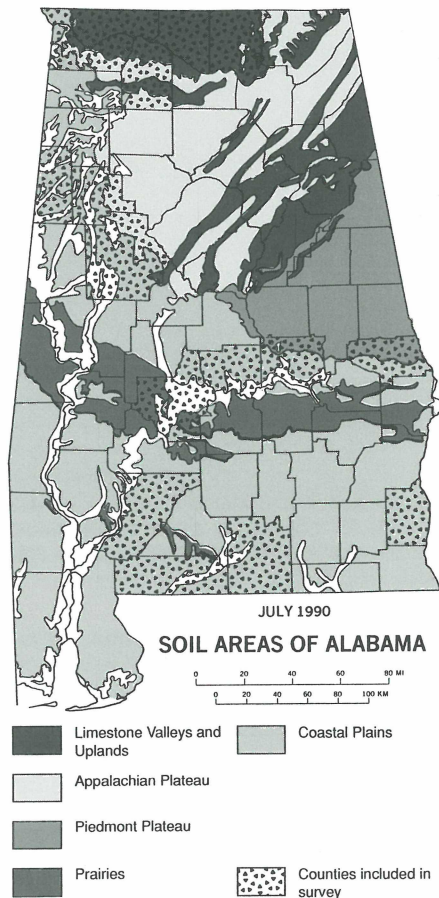 JULY 1990
SOIL AREAS OF ALABAMA
0 20 40 60 80 MI
0 20 40 60 80 100 KM
Limestone Valleys and
Uplands
Coastal Plains
Appalachian Plateau
Piedmont Plateau
Prairies
Counties included in
survey